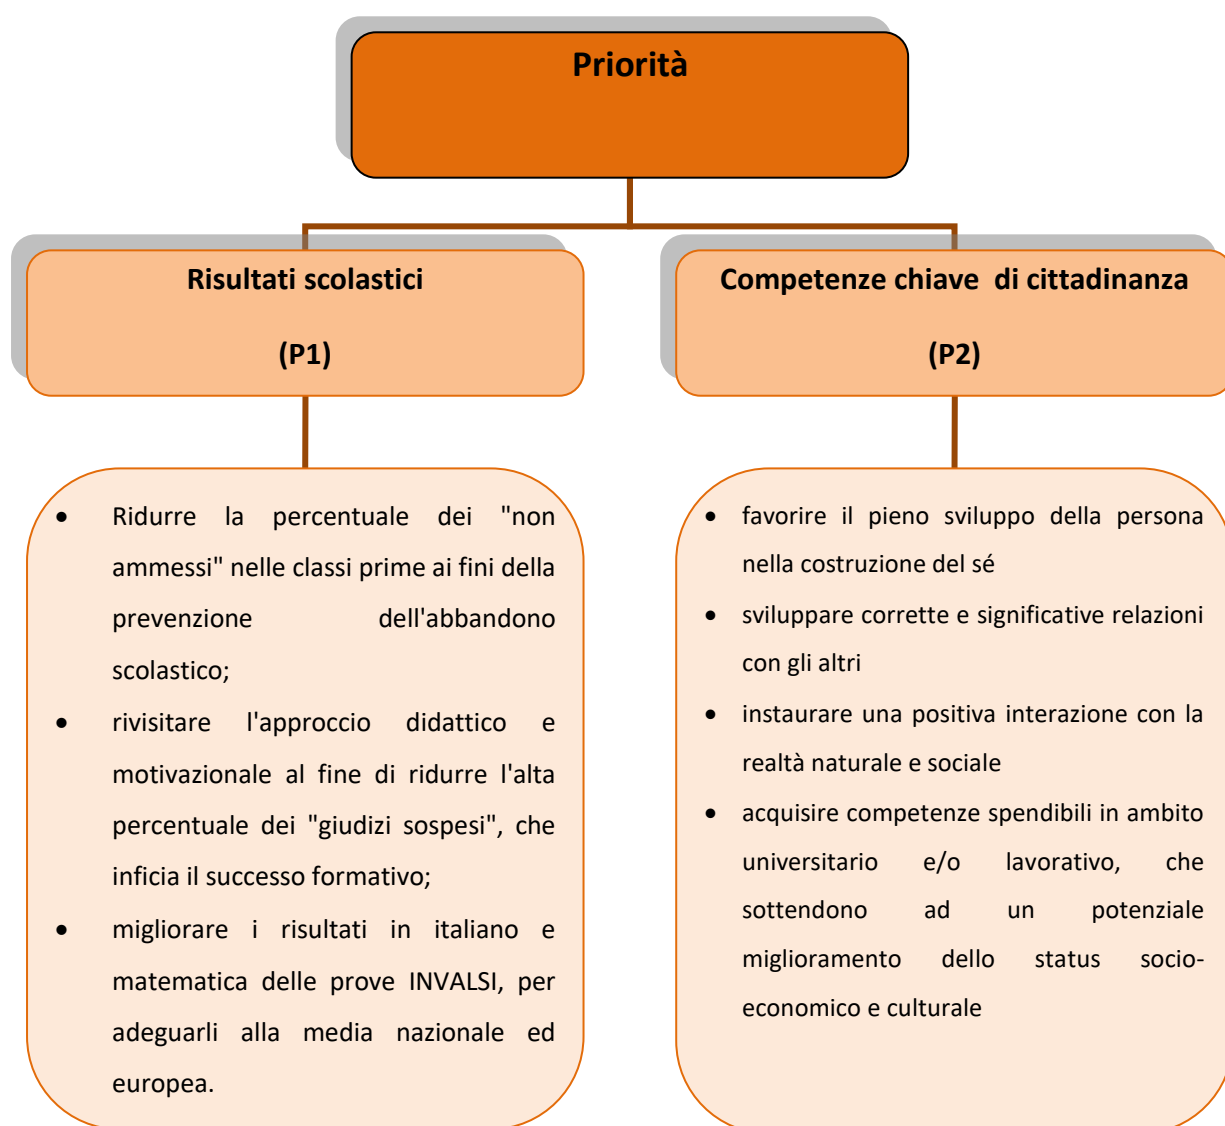 Priorità
Risultati scolastici
(P1)
Competenze chiave  di cittadinanza
(P2)
• Ridurre la percentuale dei "non
ammessi" nelle classi prime ai fini della
prevenzione dell'abbandono
scolastico;
• rivisitare l'approccio didattico e
motivazionale al fine di ridurre l'alta
percentuale dei "giudizi sospesi", che
inficia il successo formativo;
• migliorare i risultati in italiano e
matematica delle prove INVALSI, per
adeguarli alla media nazionale ed
europea.
• favorire il pieno sviluppo della persona
nella costruzione del sé
• sviluppare corrette e significative relazioni
con gli altri
• instaurare una positiva interazione con la
realtà naturale e sociale
• acquisire competenze spendibili in ambito
universitario e/o lavorativo, che
sottendono ad un potenziale
miglioramento dello status socio-
economico e culturale